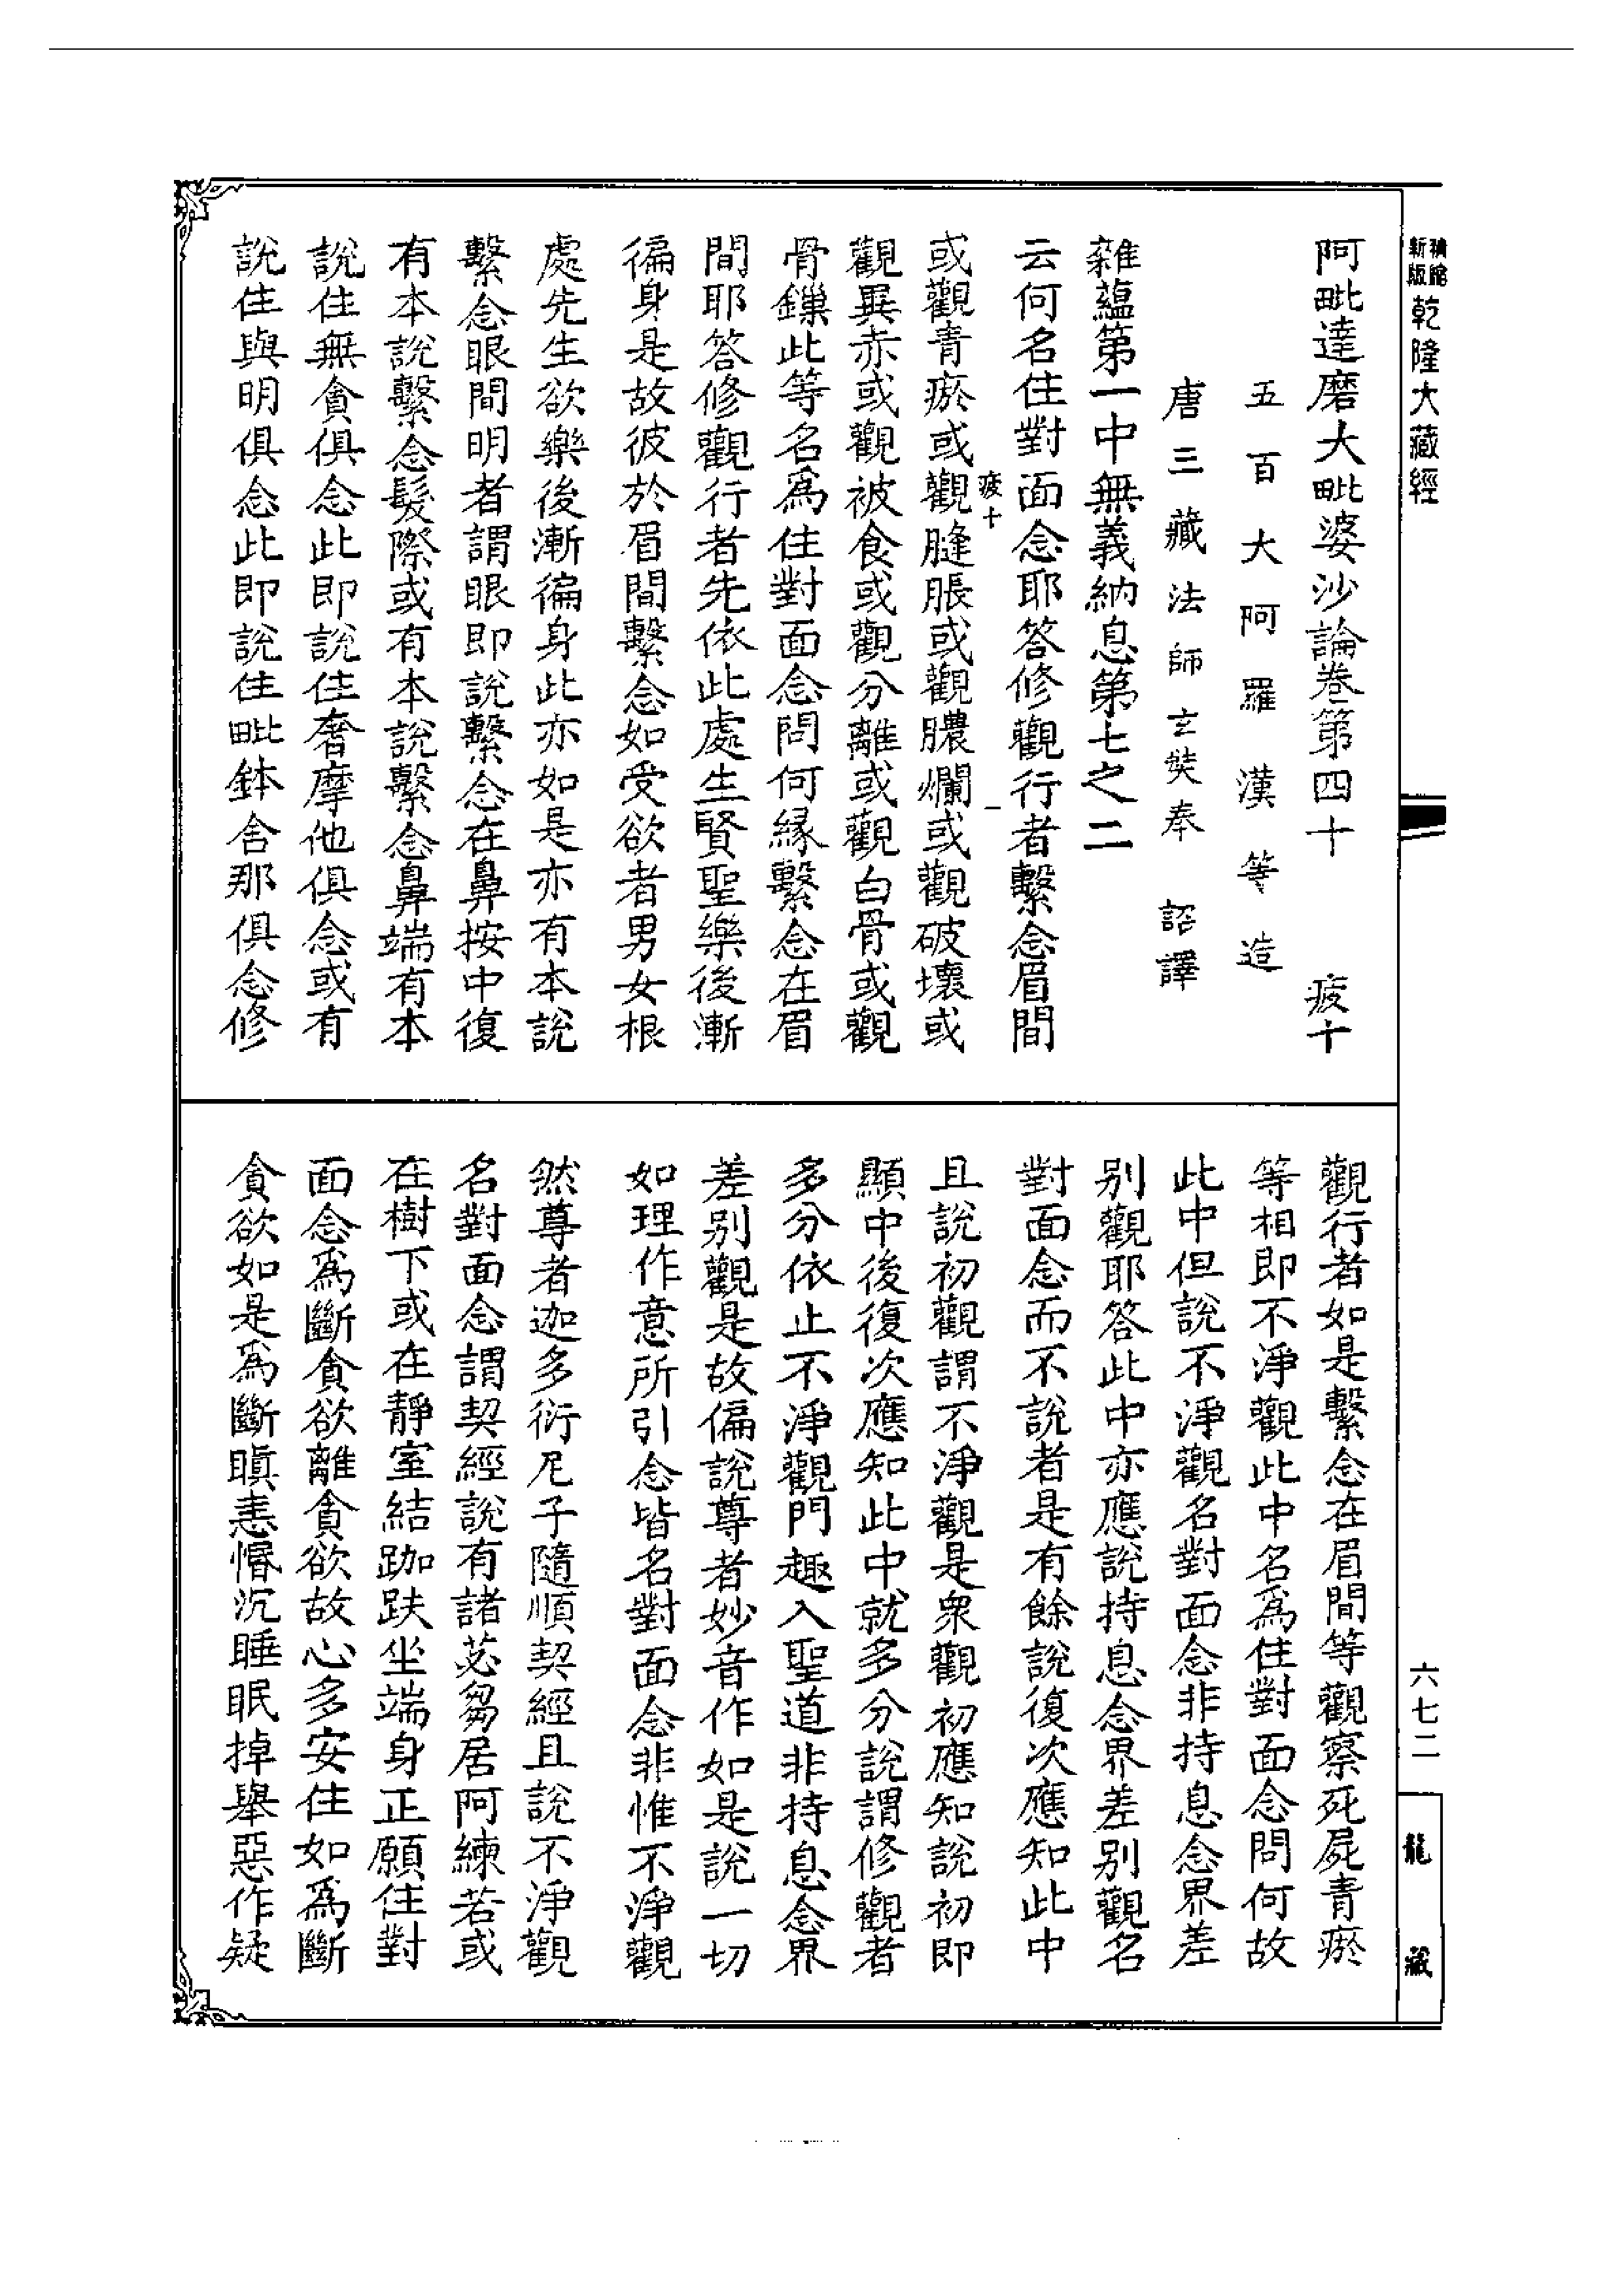 新版
精縮
乾隆大藏經
阿毗達磨大毗婆沙論卷第四十　疲十
五百大阿羅漢等造
唐三藏法師玄奘奉　詔譯
雜蘊第一中無義納息第七之二
云何名住對面念耶答修觀行者繫念眉間
疲十　一
或觀青瘀或觀膖脹或觀膿爛或觀破壞或
觀異赤或觀被食或觀分離或觀白骨或觀
骨鏁此等名爲住對面念問何緣繫念在眉
間耶答修觀行者先依此處生賢聖樂後漸
徧身是故彼於眉間繫念如受欲者男女根
處先生欲樂後漸徧身此亦如是亦有本說
繫念眼間明者謂眼即說繫念在鼻按中復
有本說繫念髮際或有本說繫念鼻端有本
說住無貪俱念此即說住奢摩他俱念或有
說住與明俱念此即說住毗鉢舍那俱念修
觀行者如是繫念在眉間等觀察死屍青瘀
等相即不淨觀此中名爲住對面念問何故
此中但說不淨觀名對面念非持息念界差
別觀耶答此中亦應說持息念界差別觀名
對面念而不說者是有餘說復次應知此中
且說初觀謂不淨觀是衆觀初應知說初即
顯中後復次應知此中就多分說謂修觀者
多分依止不淨觀門趣入聖道非持息念界
差別觀是故偏說尊者妙音作如是說一切
如理作意所引念皆名對面念非惟不淨觀
然尊者迦多衍尼子隨順契經且說不淨觀
名對面念謂契經說有諸苾芻居阿練若或
在樹下或在靜室結跏趺坐端身正願住對
面念爲斷貪欲離貪欲故心多安住如爲斷
貪欲如是爲斷瞋恚惛沉睡眠掉舉惡作疑
六七二
龍藏